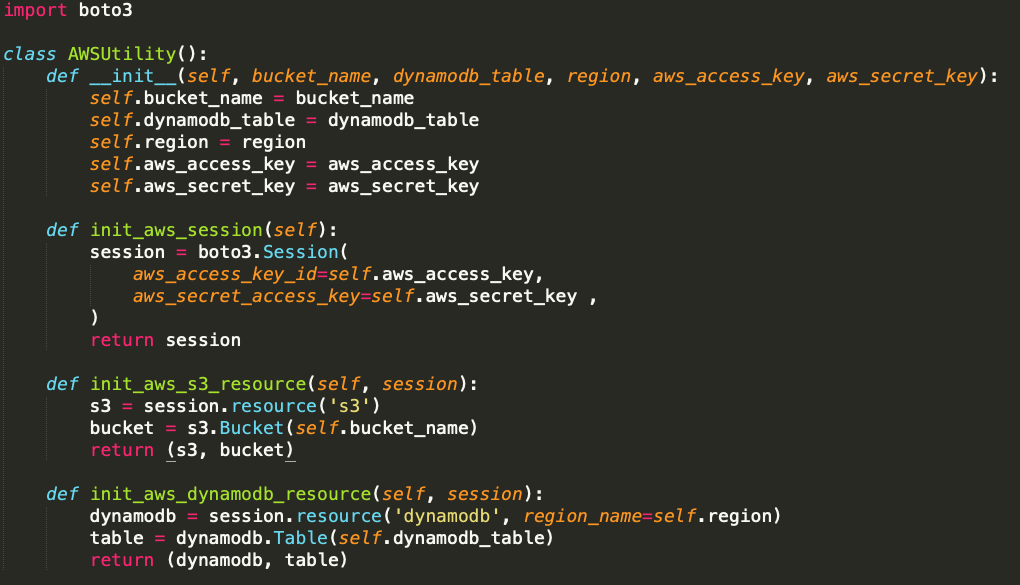 import boto3

class AWSUtility():
    def __init__(self, bucket_name, dynamodb_table, region, aws_access_key, aws_secret_key):
        self.bucket_name = bucket_name
        self.dynamodb_table = dynamodb_table
        self.region = region
        self.aws_access_key = aws_access_key
        self.aws_secret_key = aws_secret_key

    def init_aws_session(self):
        session = boto3.Session(
            aws_access_key_id=self.aws_access_key,
            aws_secret_access_key=self.aws_secret_key ,
        )
        return session

    def init_aws_s3_resource(self, session):
        s3 = session.resource('s3')
        bucket = s3.Bucket(self.bucket_name)
        return (s3, bucket)

    def init_aws_dynamodb_resource(self, session):
        dynamodb = session.resource('dynamodb', region_name=self.region)
        table = dynamodb.Table(self.dynamodb_table)
        return (dynamodb, table)